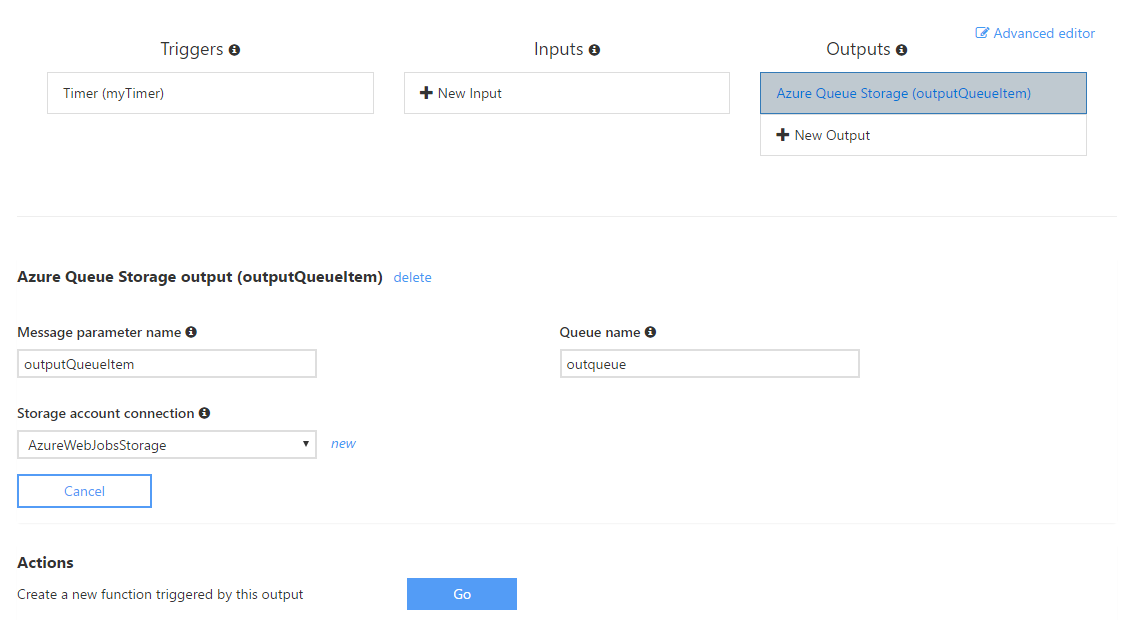 Advanced editor
Triggers Inputs Outputs
Timer (myTimer) New Input Azure Queue Storage (outputQueueItem)
New Output
Azure Queue Storage output (outputQueueItem) delete
Message parameter name Queue name
outputQueueItem outqueue
Storage account connection
AzureWebJobsStorage new
Cancel
Actions
Create a new function triggered by this output Go